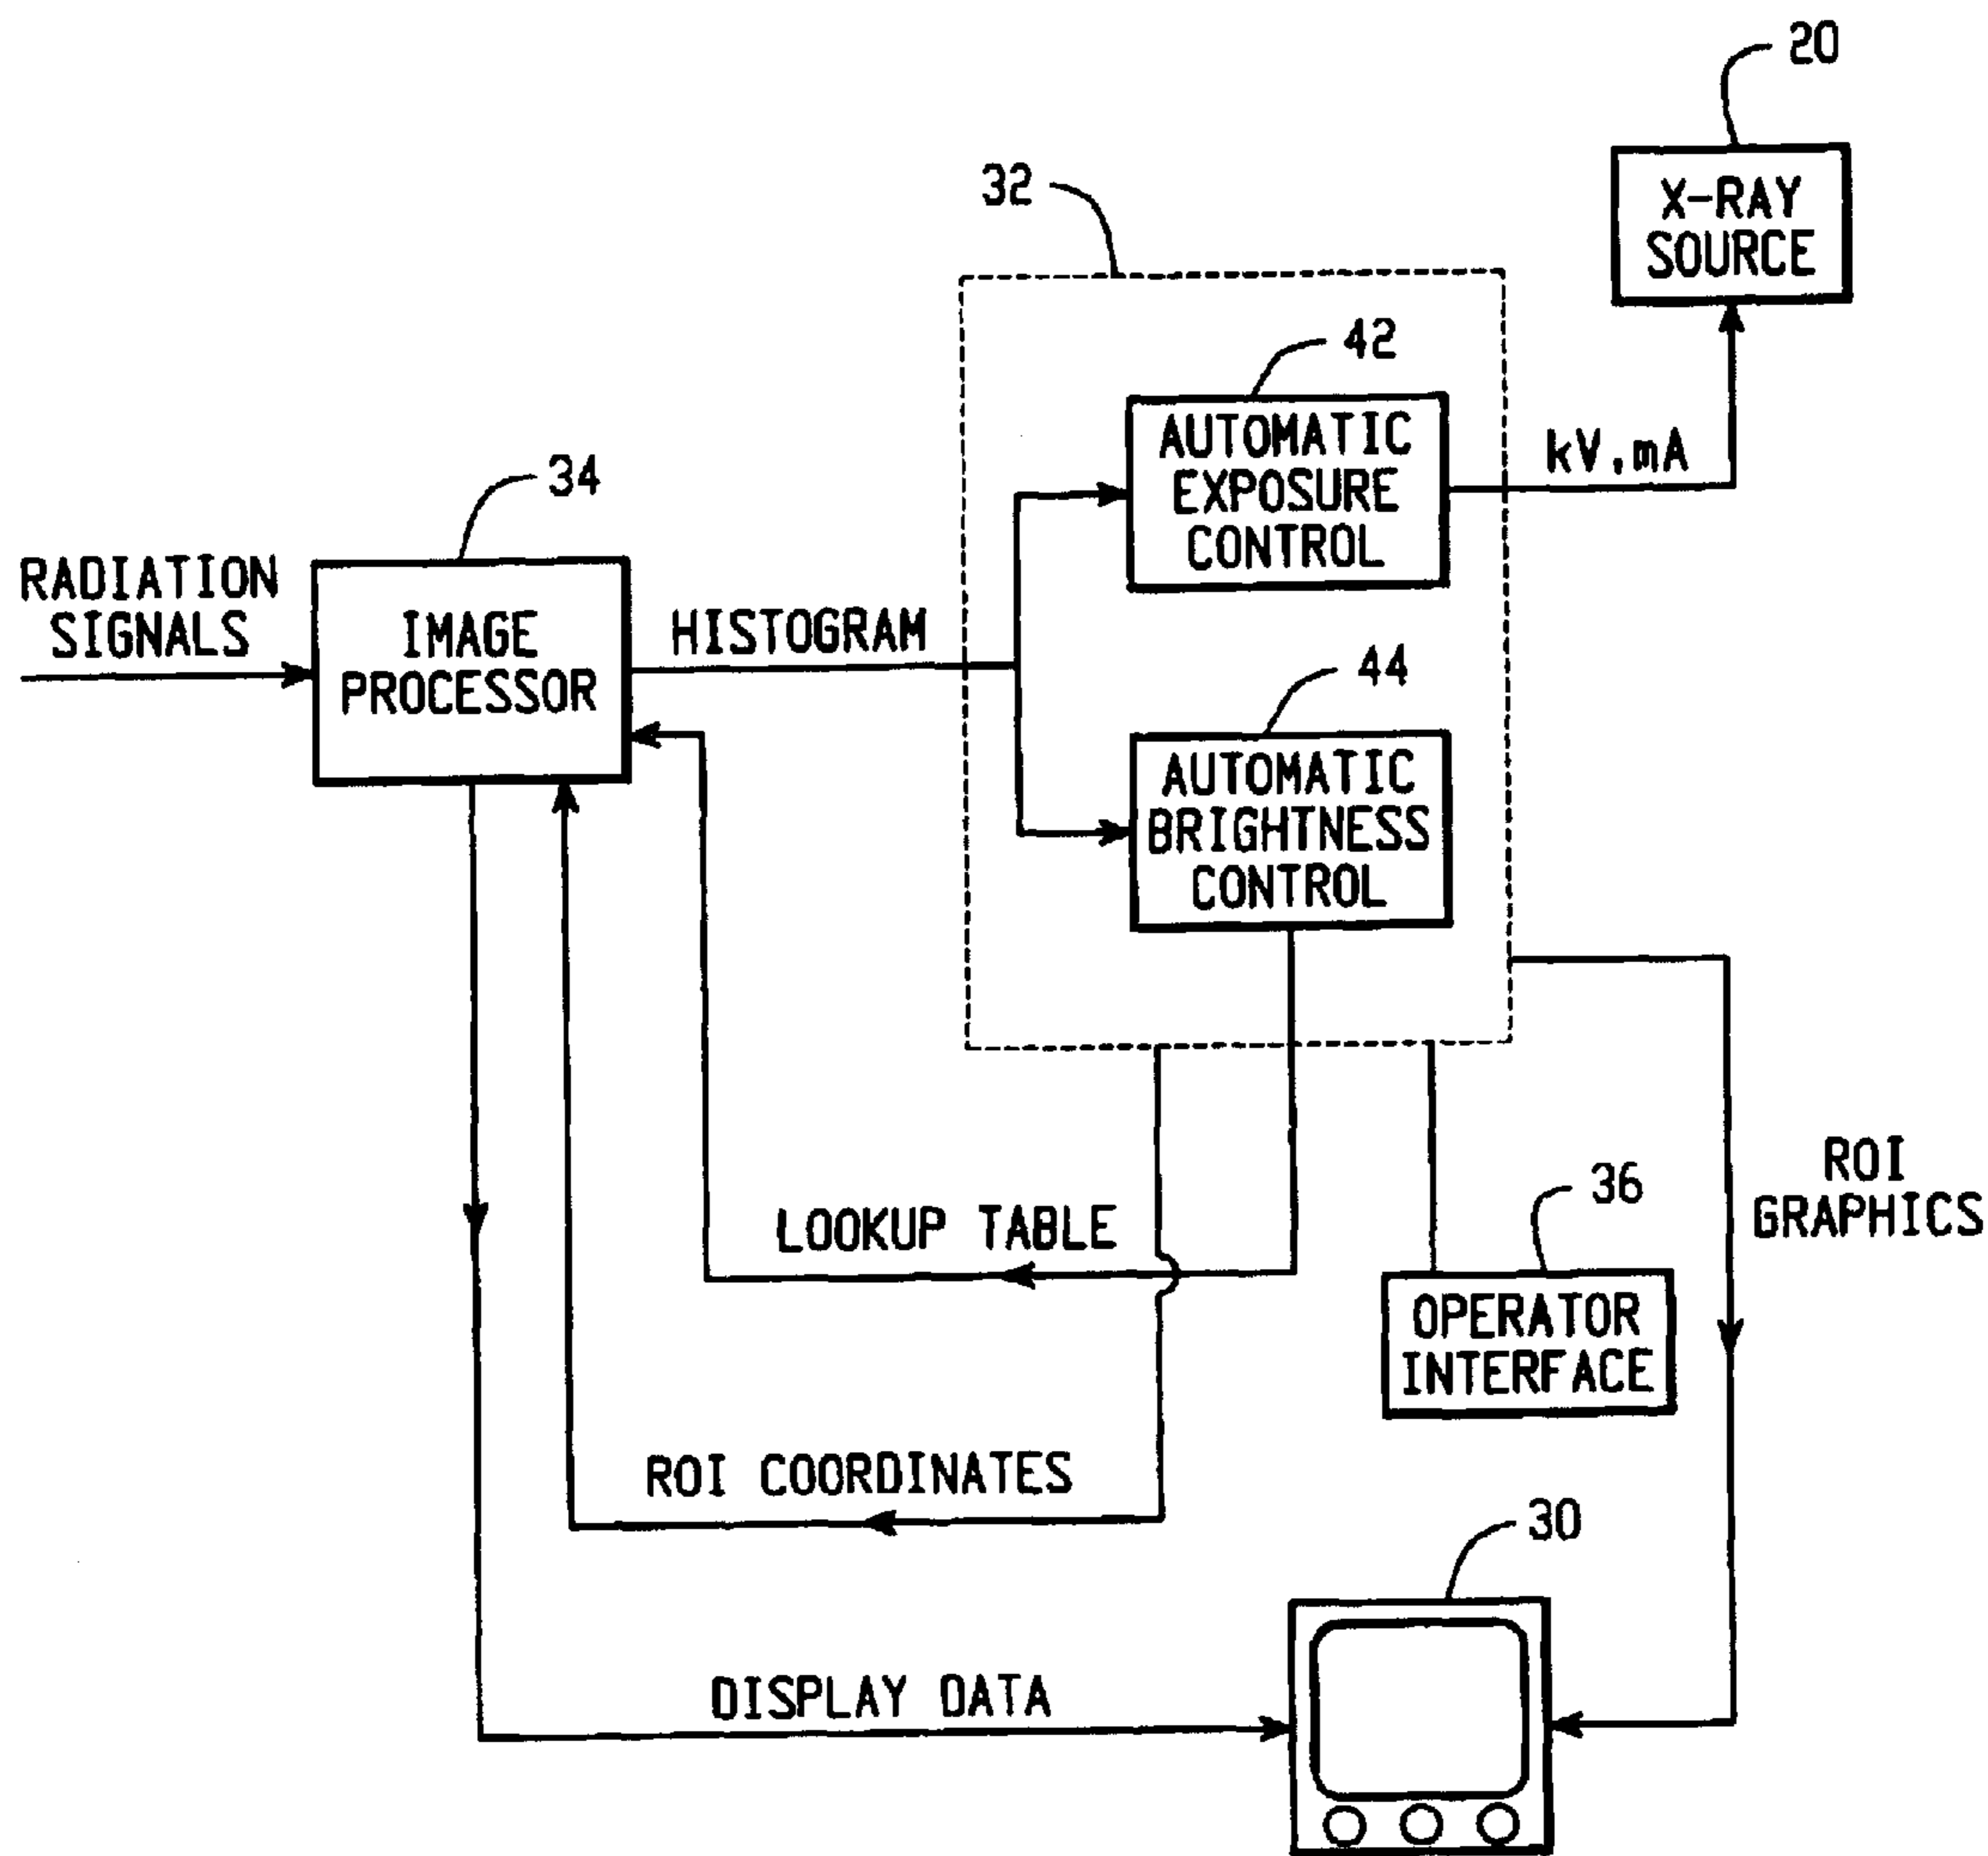 20
X-RAY
SOURCE
32
42
AUTOMATIC
EXPOSURE
CONTROL
kV,mA
34
RADIATION
SIGNALS
IMAGE
PROCESSOR
HISTOGRAM
44
AUTOMATIC
BRIGHTNESS
CONTROL
ROI
GRAPHICS
36
LOOKUP TABLE
OPERATOR
INTERFACE
ROI COORDINATES
30
DISPLAY DATA